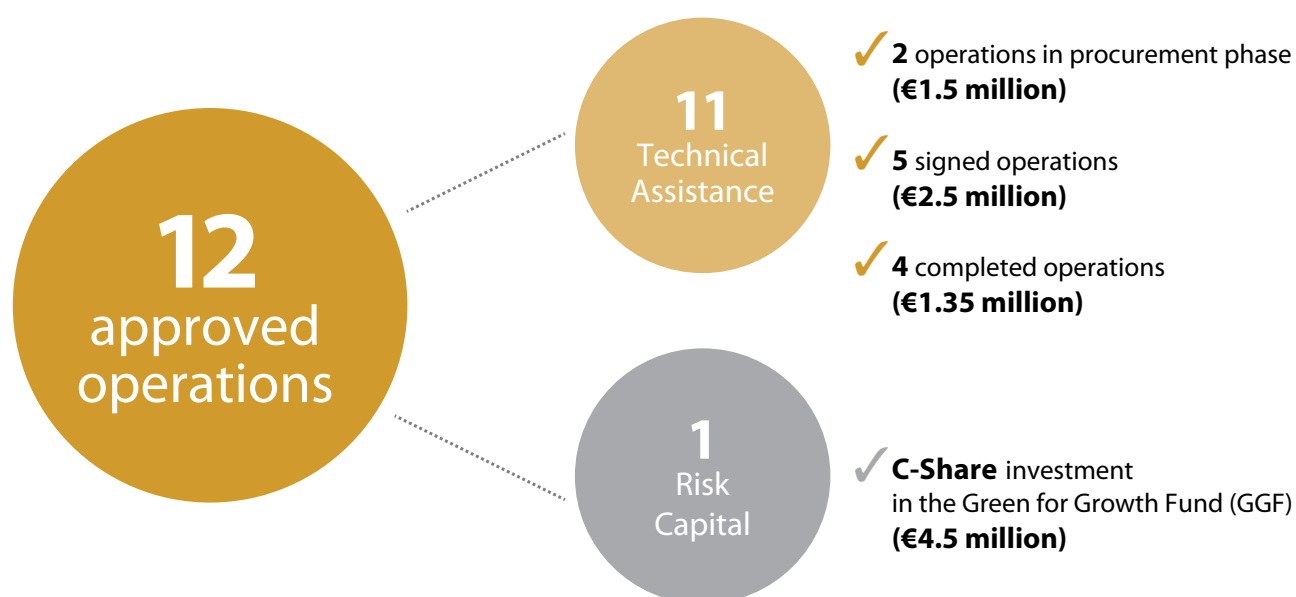 12
approved
operations
11
Technical
Assistance
2 operations in procurement phase
(€1.5 million)
5 signed operations
(€2.5 million)
4 completed operations
(€1.35 million)
1
Risk
Capital
C-Share investment
in the Green for Growth Fund (GGF)
(€4.5 million)